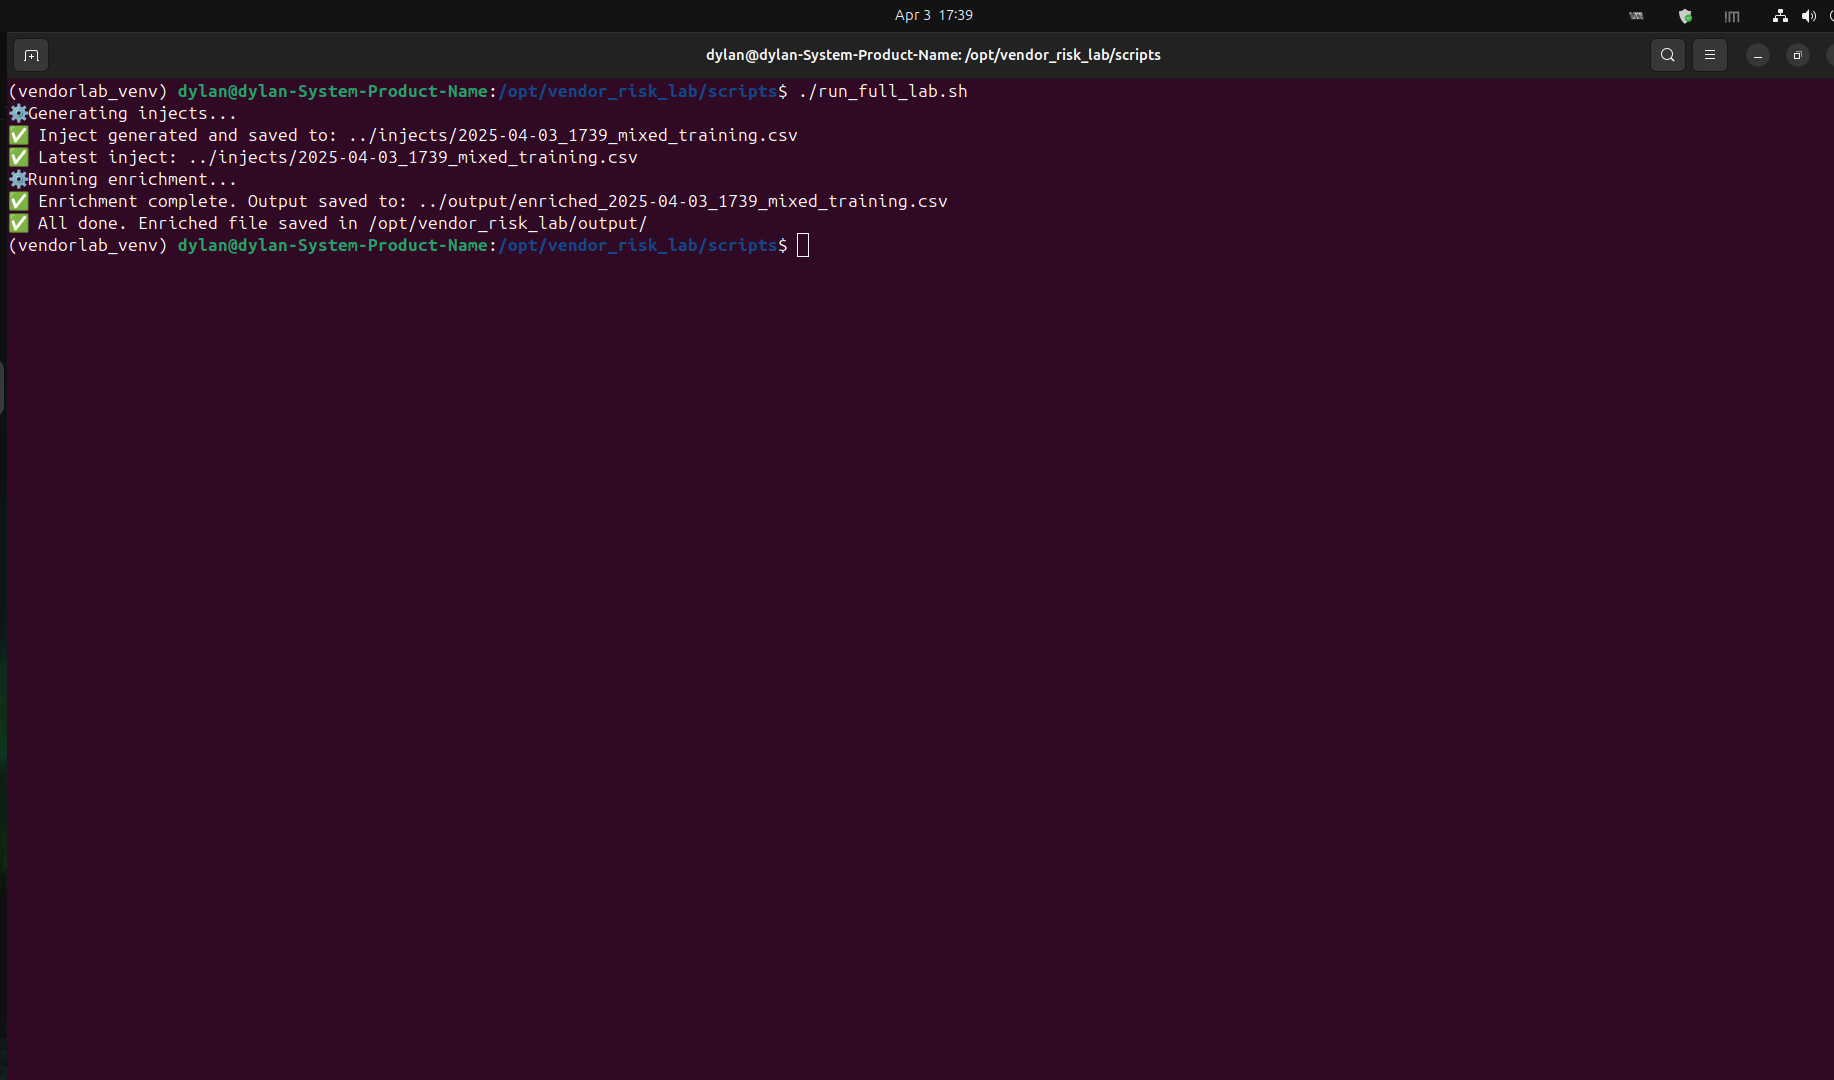 Apr 3 17:39
dylan@dylan-System-Product-Name: /opt/vendor_risk_lab/scripts
(vendorlab_venv) dylan@dylan-System-Product-Name:/opt/vendor_risk_lab/scripts$ ./run_full_lab.sh
⚙️Generating injects...
✅ Inject generated and saved to: ../injects/2025-04-03_1739_mixed_training.csv
✅ Latest inject: ../injects/2025-04-03_1739_mixed_training.csv
⚙️Running enrichment...
✅ Enrichment complete. Output saved to: ../output/enriched_2025-04-03_1739_mixed_training.csv
✅ All done. Enriched file saved in /opt/vendor_risk_lab/output/
(vendorlab_venv) dylan@dylan-System-Product-Name:/opt/vendor_risk_lab/scripts$